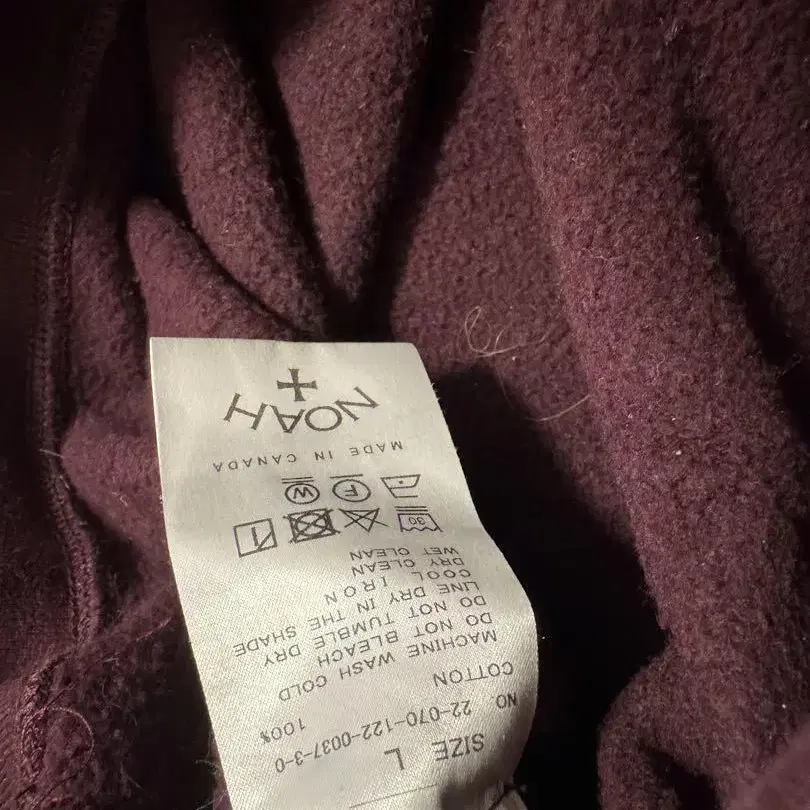 SIZE L
NO 22-070-122-0037-3-0
COTTON 100%
MACHINE WASH COLD
DO NOT BLEACH
DO NOT TUMBLE DRY
LINE DRY IN THE SHADE
COOL IRON
DRY CLEAN
WET CLEAN
30
F W
MADE IN CANADA
NOAH